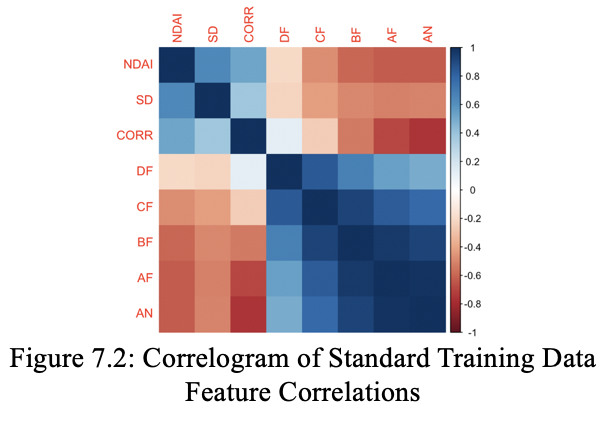 NDAI
SD
CORR
DF
CF
BF
AF
AN
NDAI
SD
CORR
DF
CF
BF
AF
AN
1
0.8
0.6
0.4
0.2
0
-0.2
-0.4
-0.6
-0.8
-1
Figure 7.2: Correlogram of Standard Training Data
Feature Correlations